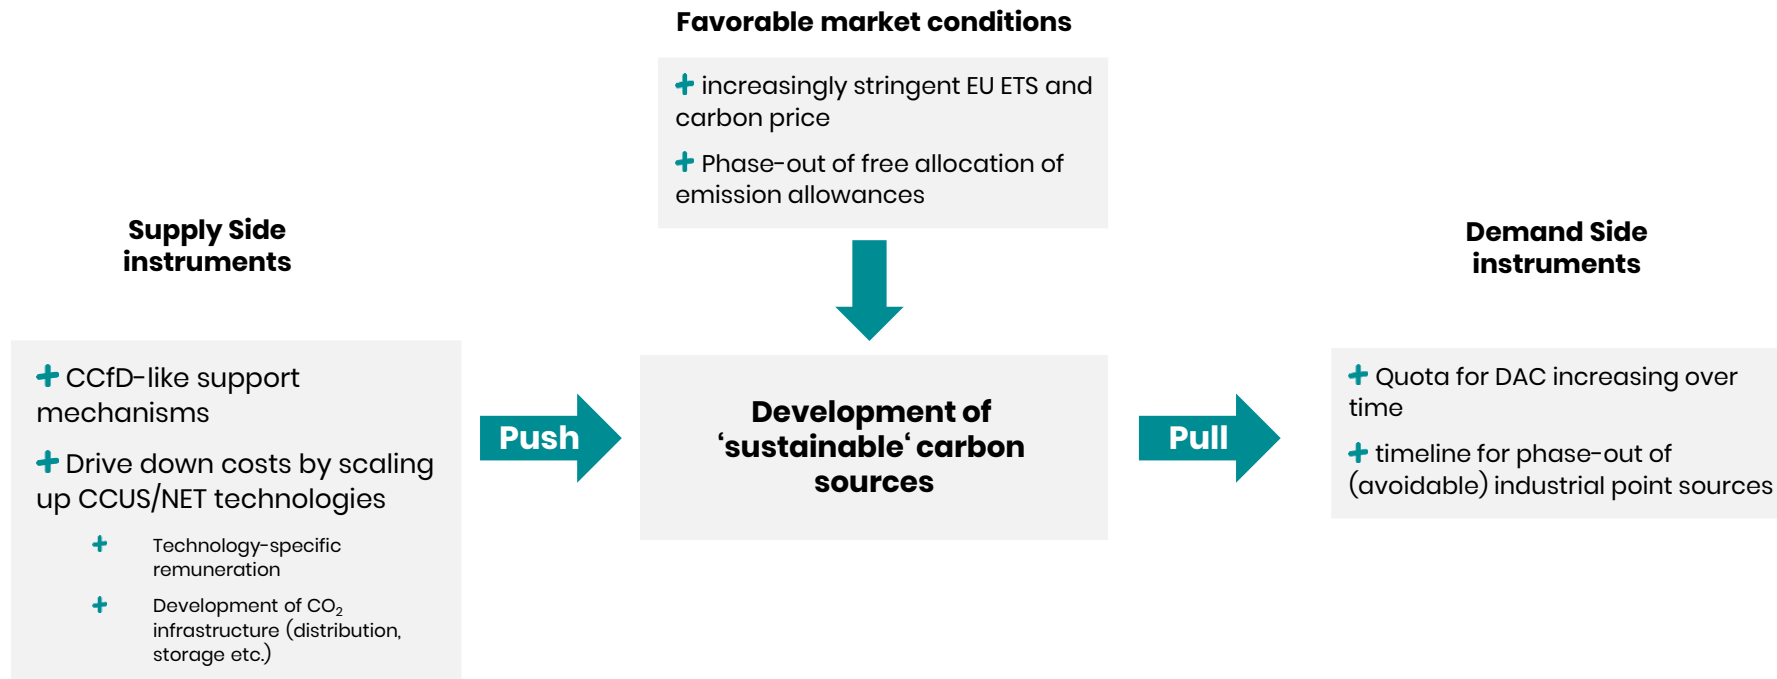 Favorable market conditions
+ increasingly stringent EU ETS and
carbon price
+ Phase-out of free allocation of
emission allowances
Supply Side
instruments
+ CCfD-like support
mechanisms
+ Drive down costs by scaling
up CCUS/NET technologies
+ Technology-specific
remuneration
+ Development of CO₂
infrastructure (distribution,
storage etc.)
Push
Development of
‘sustainable‘ carbon
sources
Pull
Demand Side
instruments
+ Quota for DAC increasing over
time
+ timeline for phase-out of
(avoidable) industrial point sources